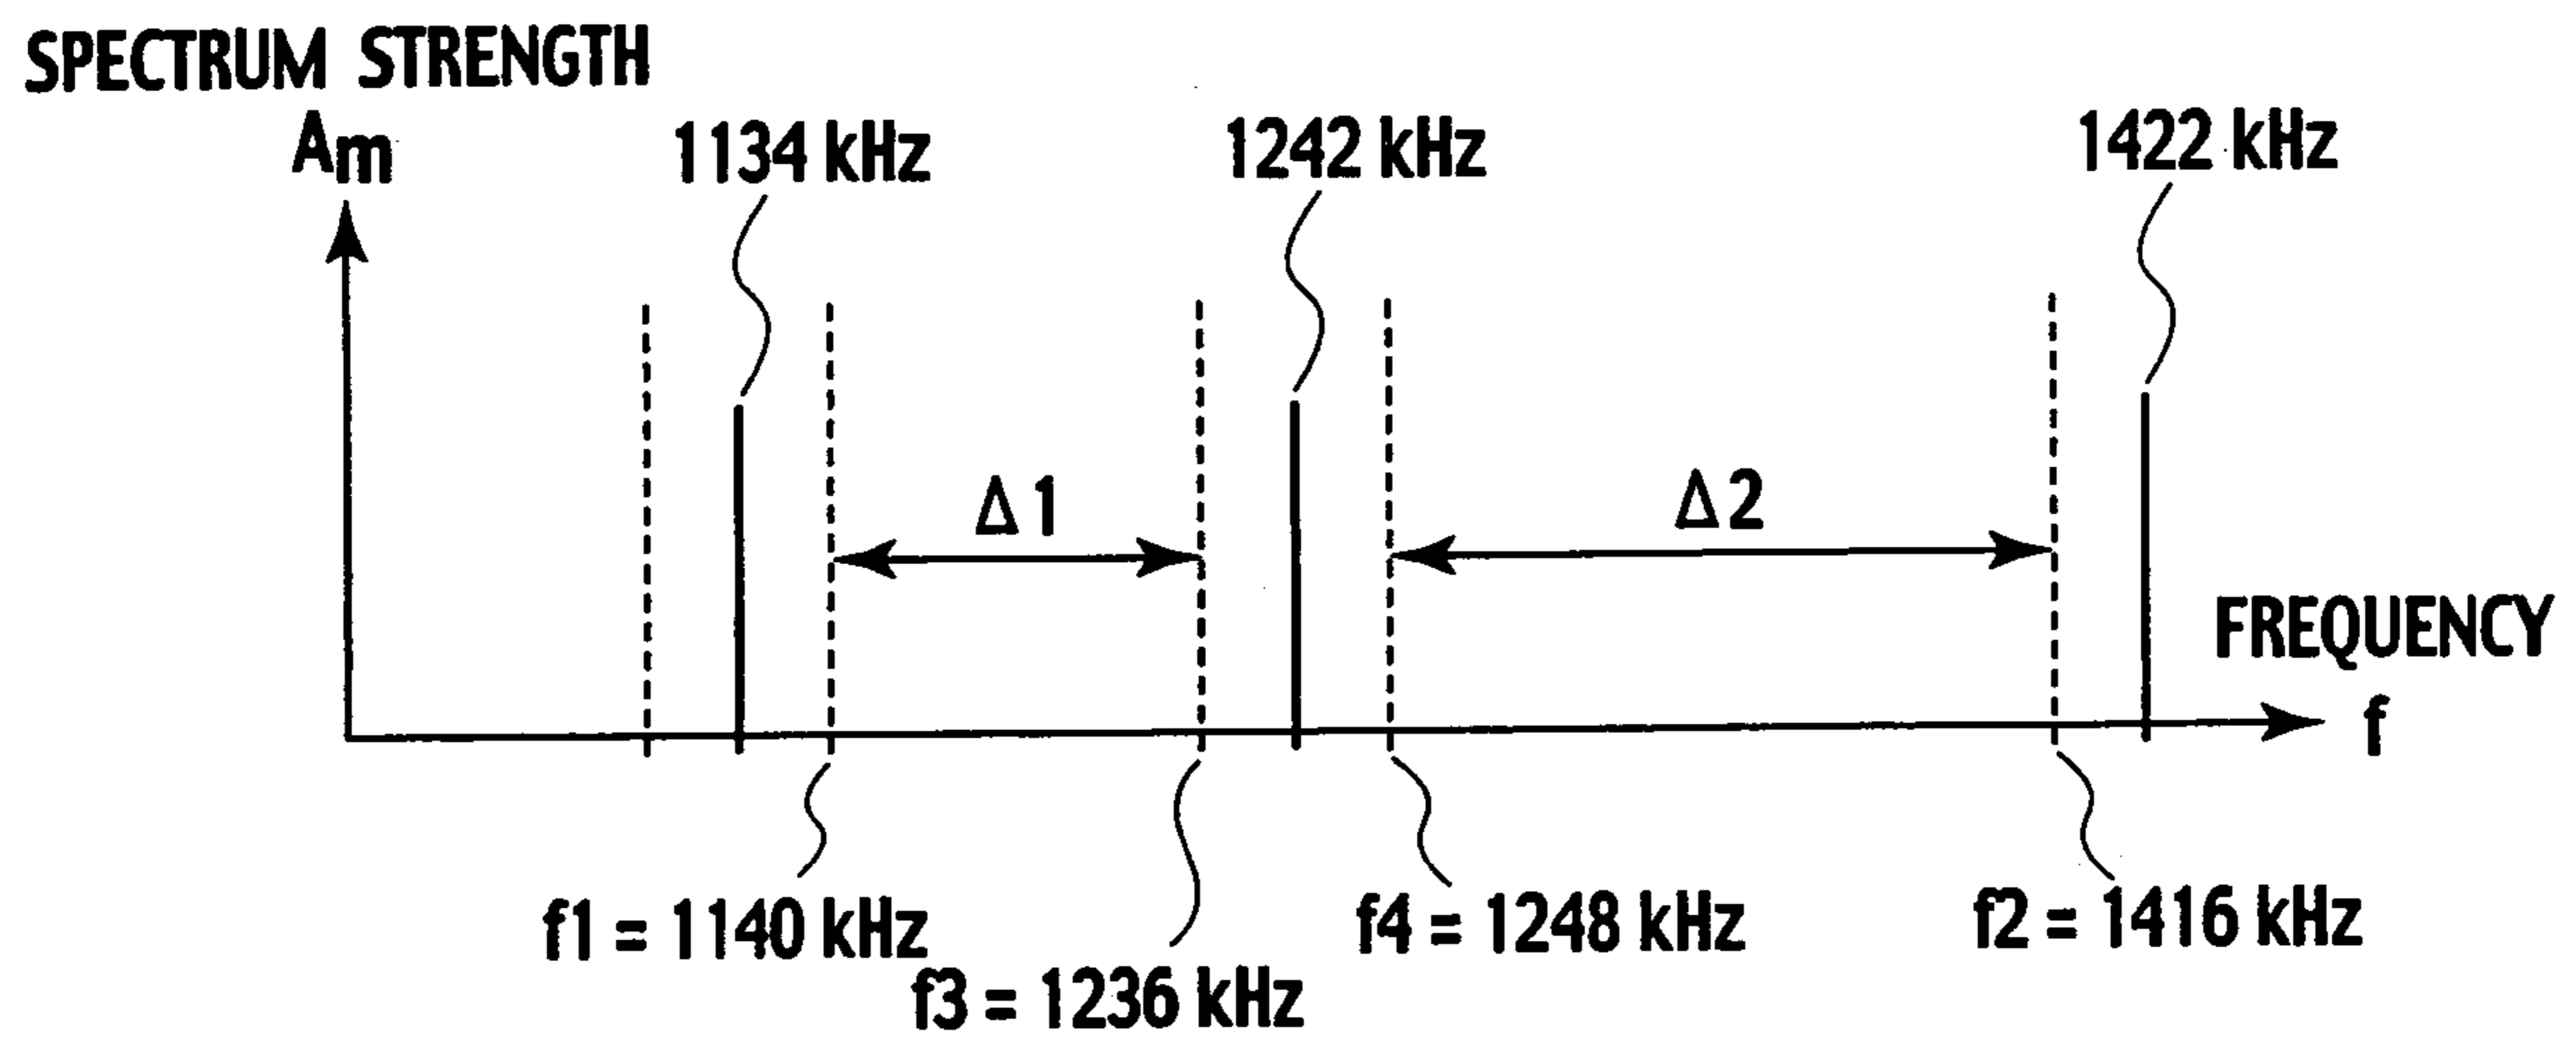 SPECTRUM STRENGTH
Am
1134 kHz
1242 kHz
1422 kHz
Δ1
Δ2
FREQUENCY
f
f1 = 1140 kHz
f3 = 1236 kHz
f4 = 1248 kHz
f2 = 1416 kHz